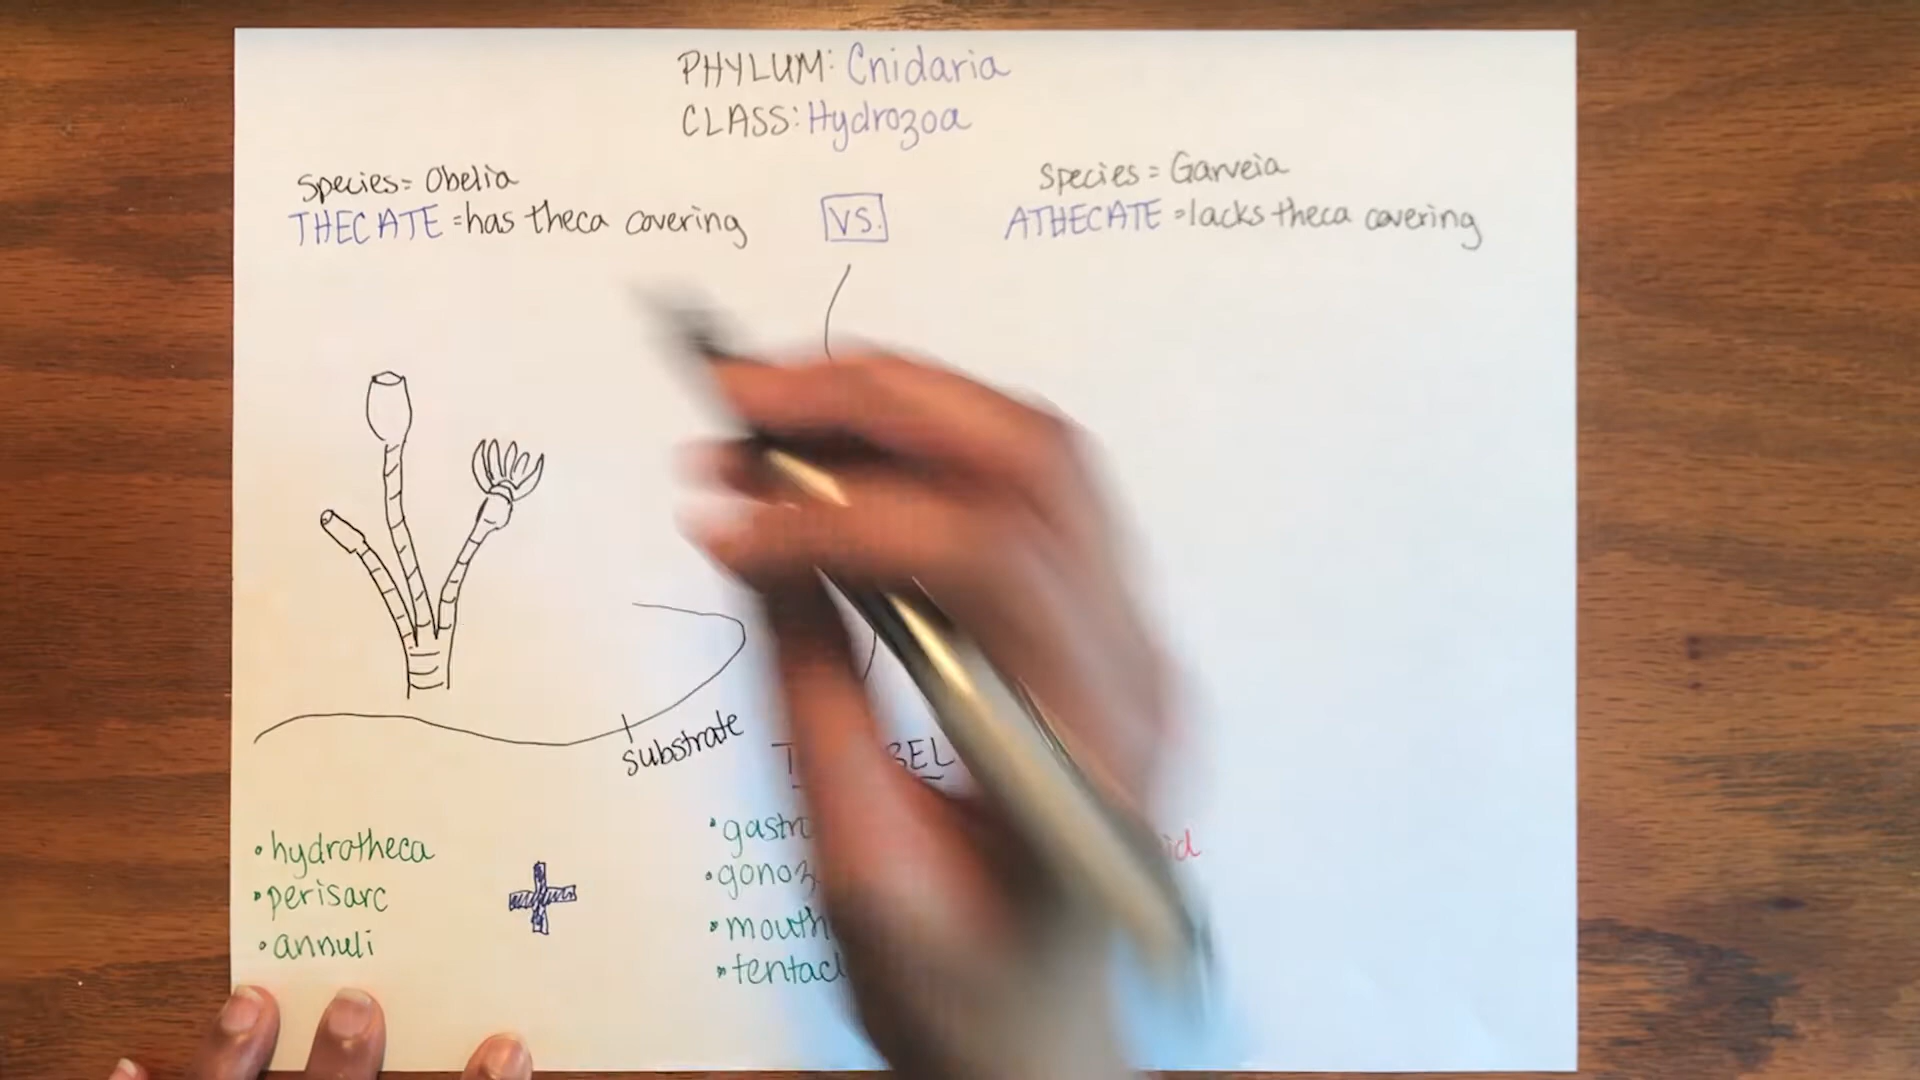 PHYLUM: Cnidaria
CLASS: Hydrozoa
Species= Obelia
THECATE =has theca covering
VS.
Species = Garveia
ATHECATE =lacks theca covering
substrate
•hydrotheca
•perisarc
•annuli
•mouth